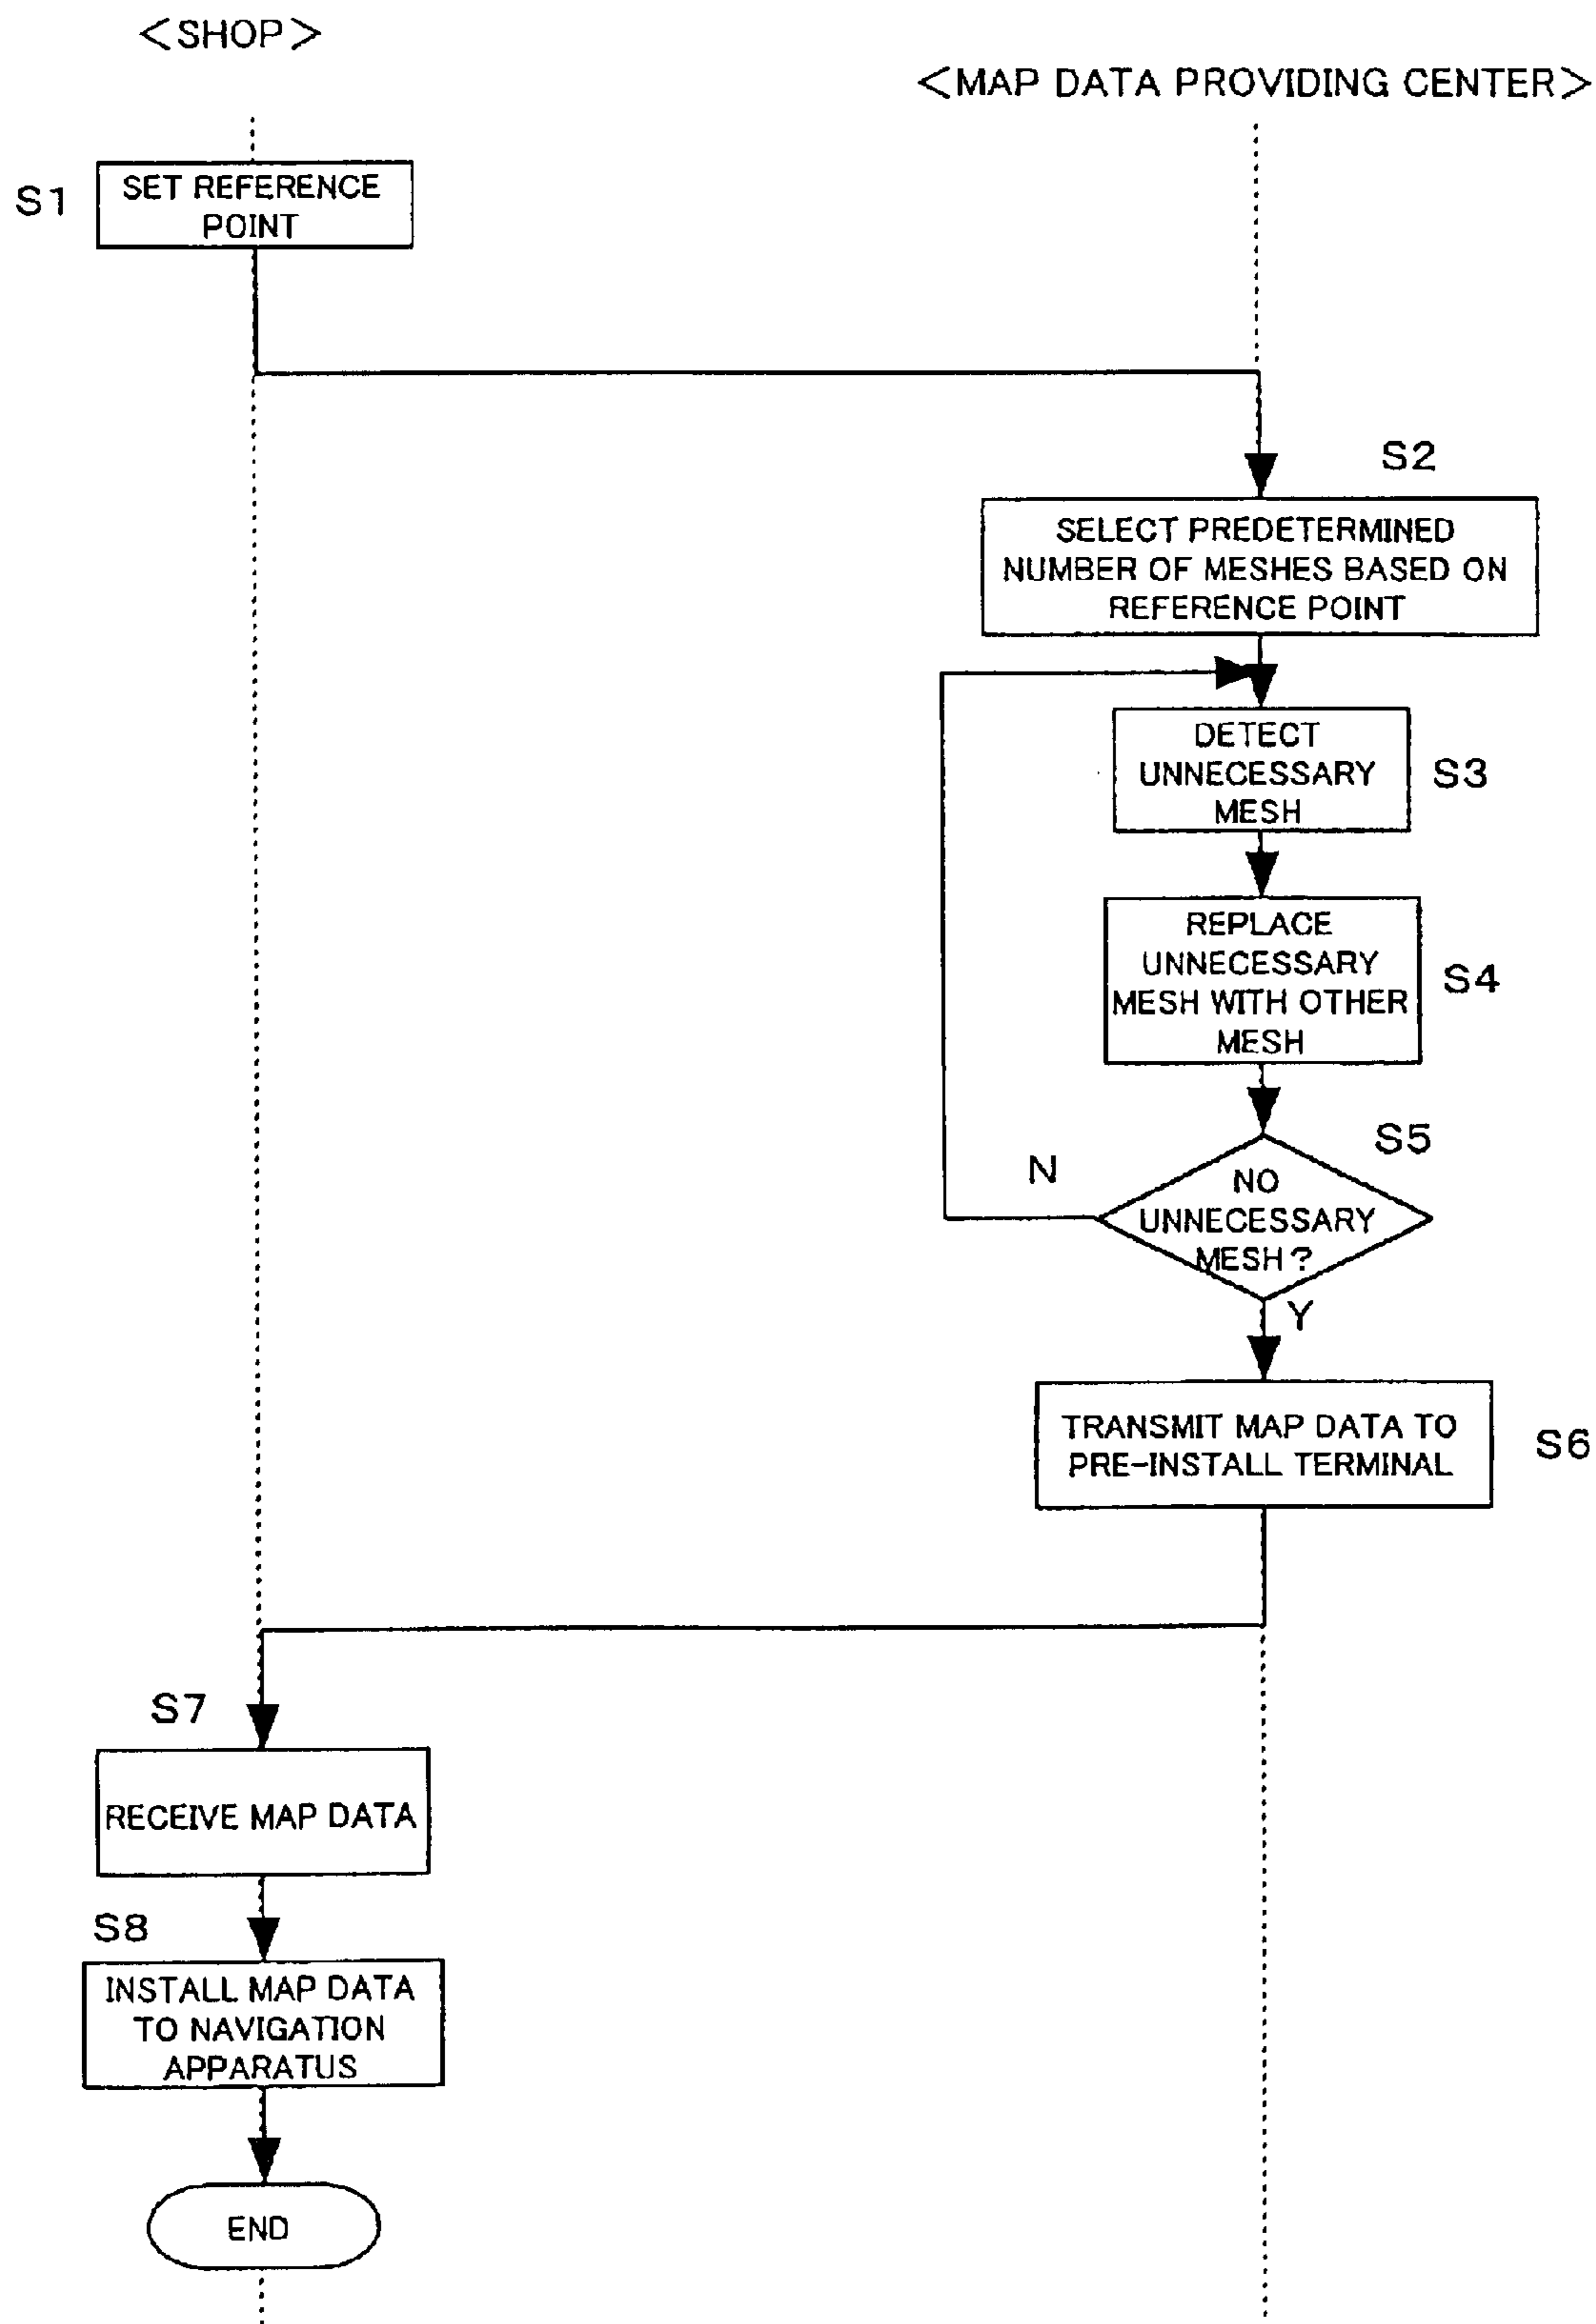 <SHOP>
<MAP DATA PROVIDING CENTER>
S1
SET REFERENCE
POINT
S2
SELECT PREDETERMINED
NUMBER OF MESHES BASED ON
REFERENCE POINT
DETECT
UNNECESSARY
MESH
S3
REPLACE
UNNECESSARY
MESH WITH OTHER
MESH
S4
S5
N
NO
UNNECESSARY
MESH?
Y
TRANSMIT MAP DATA TO
PRE-INSTALL TERMINAL
S6
S7
RECEIVE MAP DATA
S8
INSTALL MAP DATA
TO NAVIGATION
APPARATUS
END